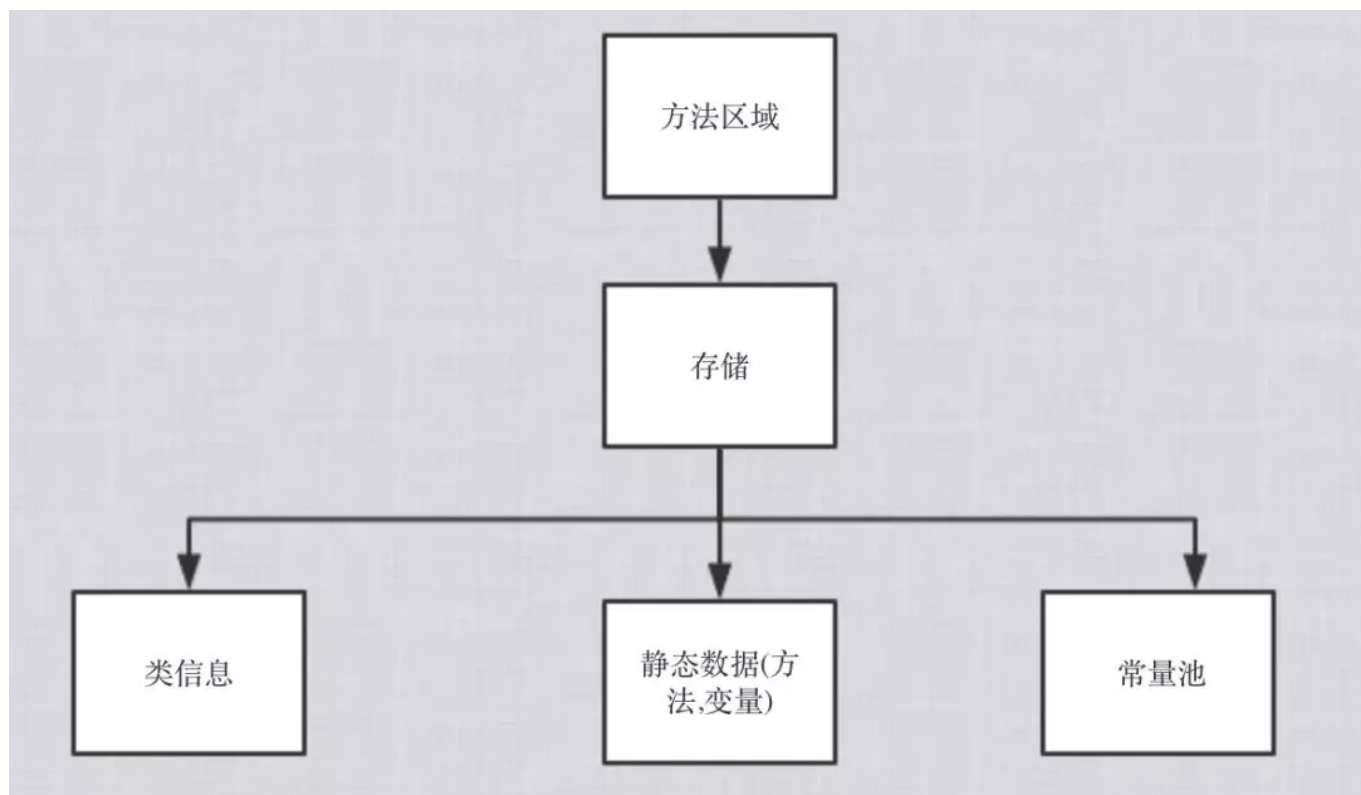 方法区域
存储
类信息
静态数据(方
法,变量)
常量池